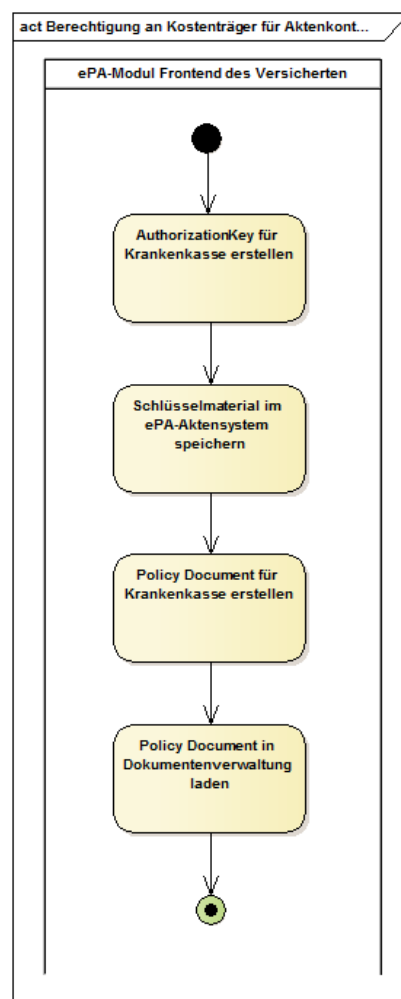 act Berechtigung an Kostenträger für Aktenkont...
ePA-Modul Frontend des Versicherten
AuthorizationKey für
Krankenkasse erstellen
Schlüsselmaterial im
ePA-Aktensystem
speichern
Policy Document für
Krankenkasse erstellen
Policy Document in
Dokumentenverwaltung
laden